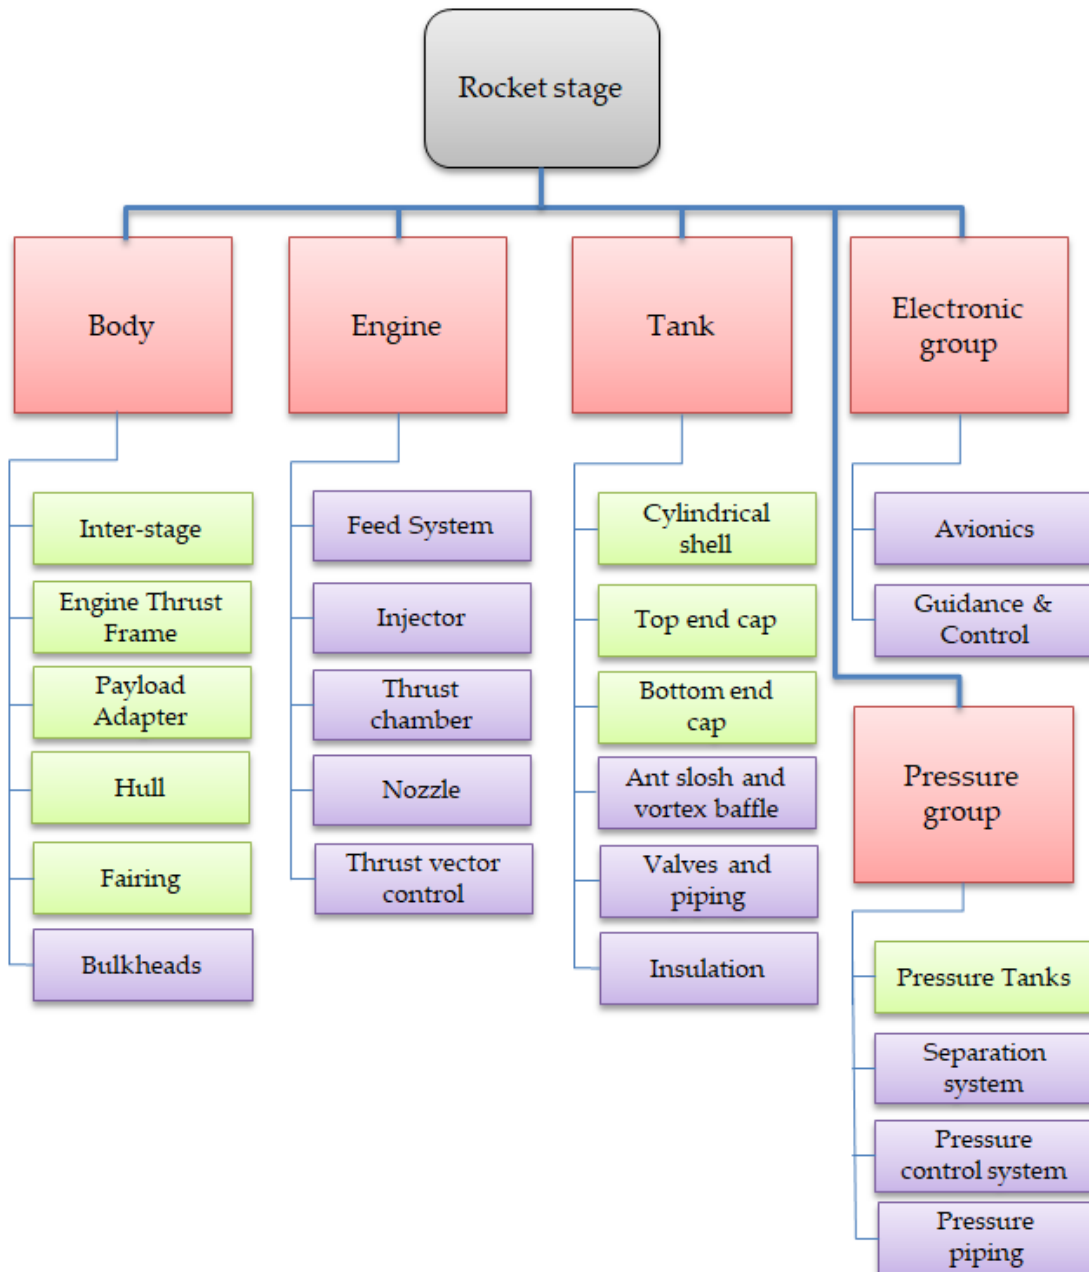 Rocket stage
Body
Engine
Tank
Electronic
group
Inter-stage
Engine Thrust
Frame
Payload
Adapter
Hull
Fairing
Bulkheads
Feed System
Injector
Thrust
chamber
Nozzle
Thrust vector
control
Cylindrical
shell
Top end cap
Bottom end
cap
Ant slosh and
vortex baffle
Valves and
piping
Insulation
Avionics
Guidance &
Control
Pressure
group
Pressure Tanks
Separation
system
Pressure
control system
Pressure
piping